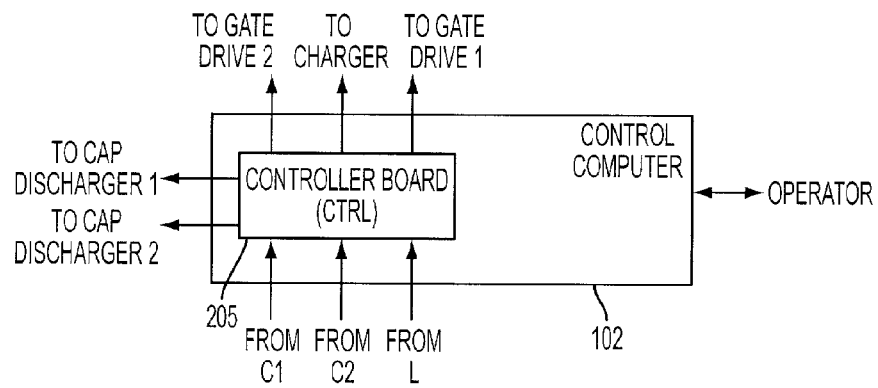 TO GATE
DRIVE 2
TO
CHARGER
TO GATE
DRIVE 1
CONTROL
COMPUTER
TO CAP
DISCHARGER 1
CONTROLLER BOARD
(CTRL)
OPERATOR
TO CAP
DISCHARGER 2
205
102
FROM
C1
FROM
C2
FROM
L